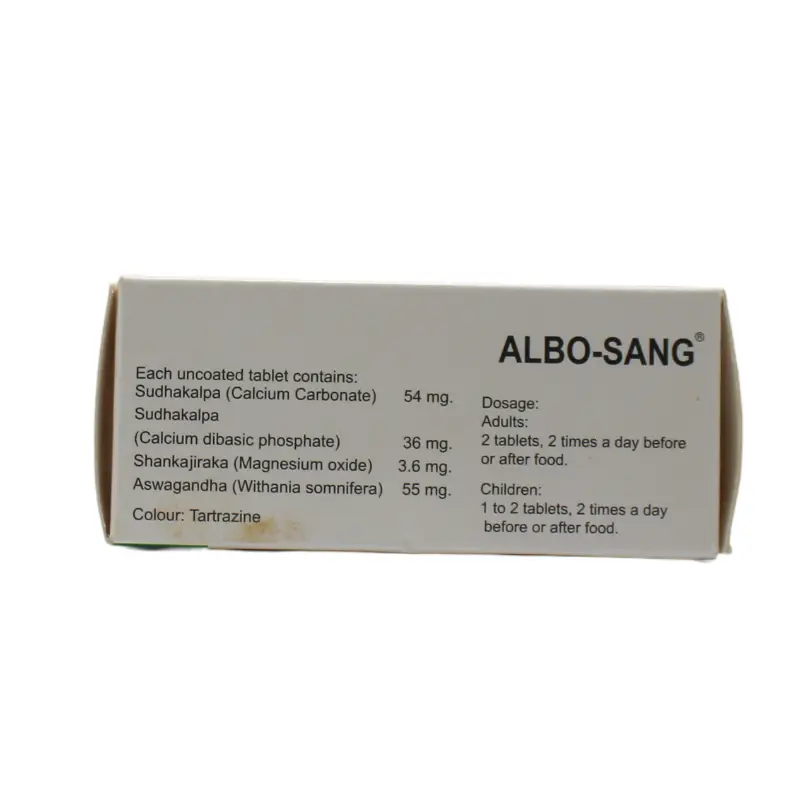 ALBO-SANG®
Each uncoated tablet contains:
Sudhakalpa (Calcium Carbonate) 54 mg.
Sudhakalpa
(Calcium dibasic phosphate) 36 mg.
Shankajiraka (Magnesium oxide) 3.6 mg.
Aswagandha (Withania somnifera) 55 mg.
Colour: Tartrazine
Dosage:
Adults:
2 tablets, 2 times a day before
or after food.
Children:
1 to 2 tablets, 2 times a day
before or after food.